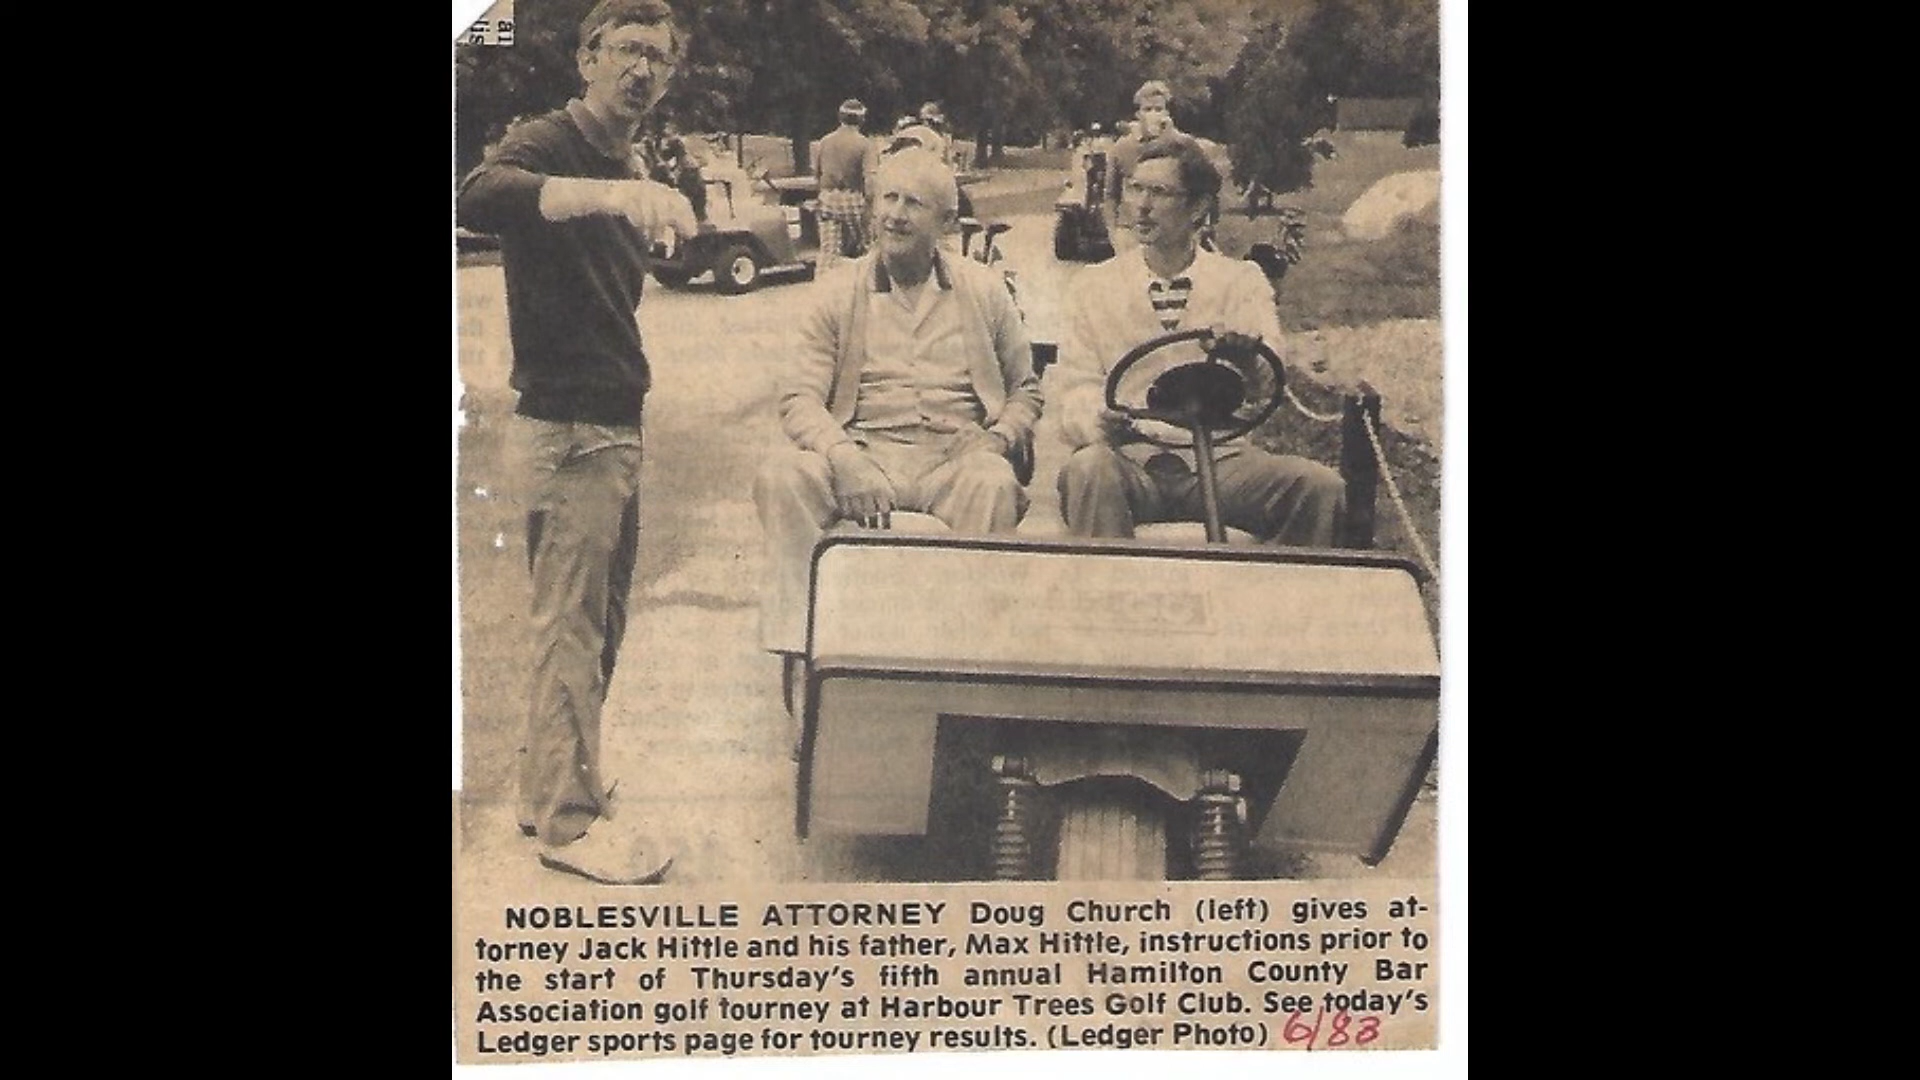 NOBLESVILLE ATTORNEY Doug Church (left) gives at-
torney Jack Hittle and his father, Max Hittle, instructions prior to
the start of Thursday's fifth annual Hamilton County Bar
Association golf tourney at Harbour Trees Golf Club. See today's
Ledger sports page for tourney results. (Ledger Photo) 6/83